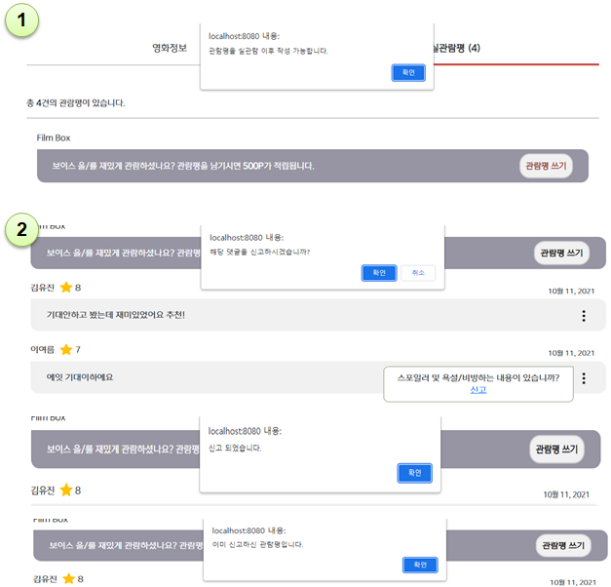 1
localhost:8080 내용:
관람평을 실관람 이후 작성 가능합니다.
확인
영화정보
실관람평 (4)
총 4건의 관람평이 있습니다.
Film Box
보이스 을/를 재밌게 관람하셨나요? 관람평을 남기시면 500P가 적립됩니다.
관람평 쓰기
2
Film Box
localhost:8080 내용:
해당 댓글을 신고하시겠습니까?
확인 취소
보이스 을/를 재밌게 관람하셨나요? 관람평
관람평 쓰기
김유진 8
10월 11, 2021
기대안하고 봤는데 재미있었어요 추천!
이여름 7
10월 11, 2021
에잇 기대이하예요
스포일러 및 욕설/비방하는 내용이 있습니까?
신고
Film Box
localhost:8080 내용:
신고 되었습니다.
확인
보이스 을/를 재밌게 관람하셨나요? 관람평
관람평 쓰기
김유진 8
10월 11, 2021
Film Box
localhost:8080 내용:
이미 신고하신 관람평입니다.
확인
보이스 을/를 재밌게 관람하셨나요? 관람평
관람평 쓰기
김유진 8
10월 11, 2021